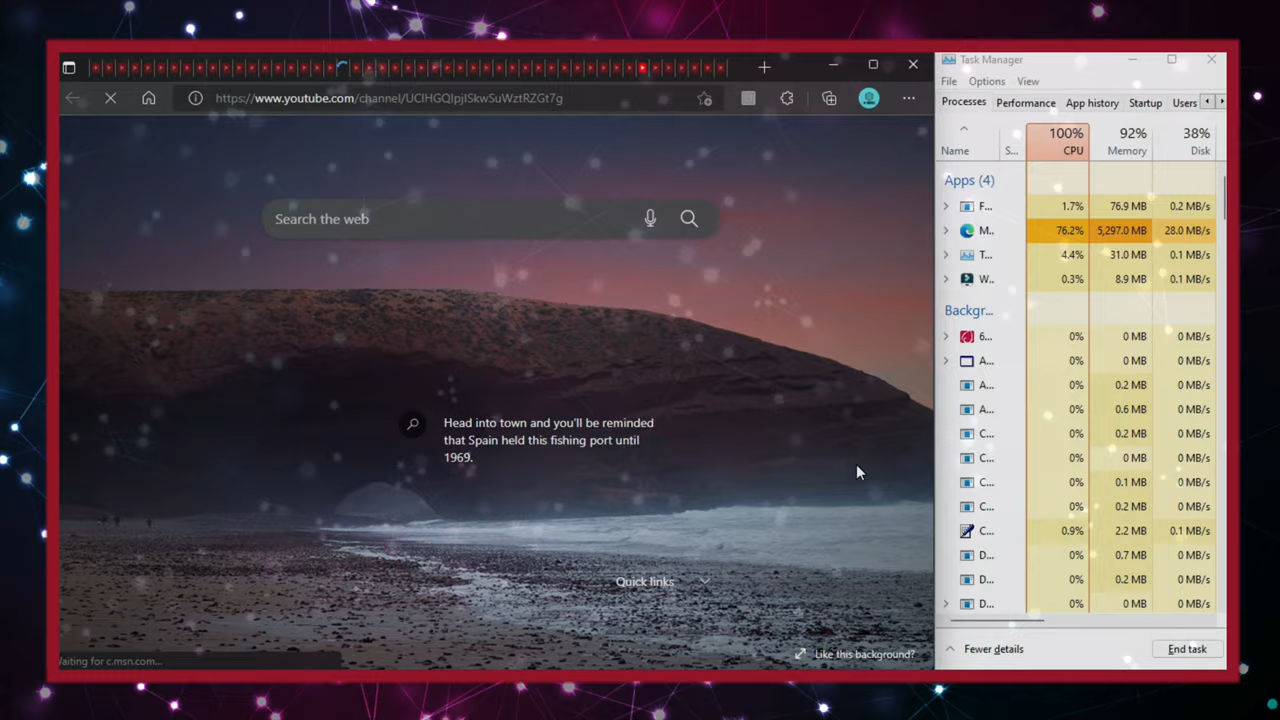 https://www.youtube.com/channel/UCIHGQIpjISkwSuWztRZGt7g
Search the web
Head into town and you'll be reminded
that Spain held this fishing port until
1969.
Quick links
Like this background?
Waiting for c.msn.com...
Task Manager
File Options View
Processes Performance App history Startup Users
100% 92% 38%
Name S... CPU Memory Disk
Apps (4)
F... 1.7% 76.9 MB 0.2 MB/s
M... 76.2% 5,297.0 MB 28.0 MB/s
T... 4.4% 31.0 MB 0.1 MB/s
W... 0.3% 8.9 MB 0.1 MB/s
Backgr...
6... 0% 0 MB 0 MB/s
A... 0% 0 MB 0 MB/s
A... 0% 0.2 MB 0 MB/s
A... 0% 0.6 MB 0 MB/s
C... 0% 0.2 MB 0 MB/s
C... 0% 0 MB 0 MB/s
C... 0% 0.1 MB 0 MB/s
C... 0% 0.2 MB 0 MB/s
C... 0.9% 2.2 MB 0.1 MB/s
D... 0% 0.7 MB 0 MB/s
D... 0% 0.2 MB 0 MB/s
D... 0% 0 MB 0 MB/s
Fewer details
End task